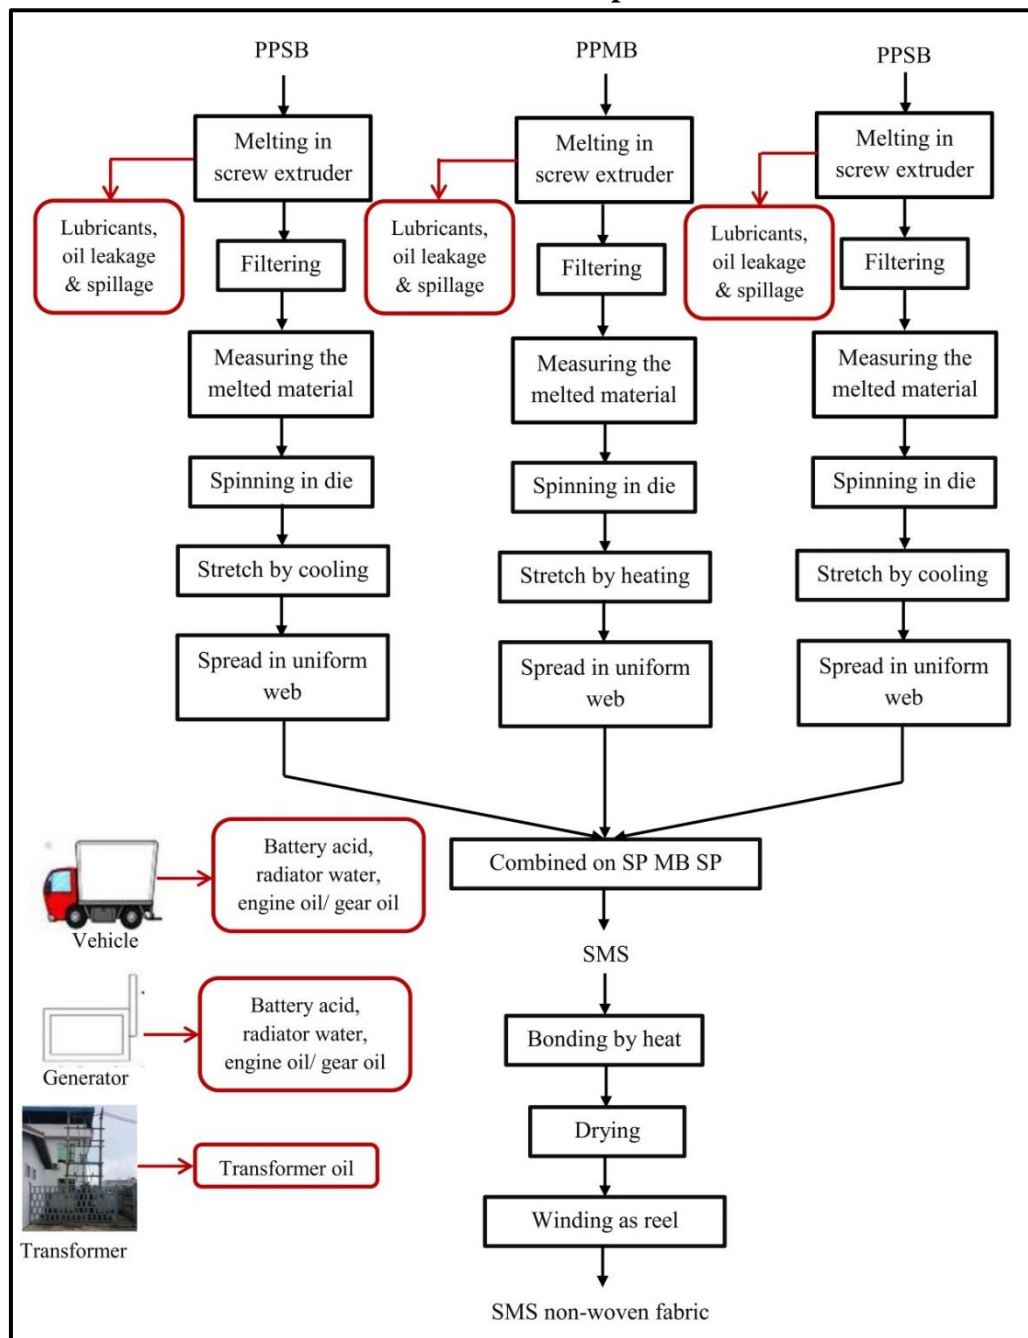 PPSB
PPMB
PPSB
Melting in
screw extruder
Melting in
screw extruder
Melting in
screw extruder
Lubricants,
oil leakage
& spillage
Lubricants,
oil leakage
& spillage
Lubricants,
oil leakage
& spillage
Filtering
Filtering
Filtering
Measuring the
melted material
Measuring the
melted material
Measuring the
melted material
Spinning in die
Spinning in die
Spinning in die
Stretch by cooling
Stretch by heating
Stretch by cooling
Spread in uniform
web
Spread in uniform
web
Spread in uniform
web
Combined on SP MB SP
SMS
Bonding by heat
Drying
Winding as reel
SMS non-woven fabric
Vehicle
Battery acid,
radiator water,
engine oil/ gear oil
Generator
Battery acid,
radiator water,
engine oil/ gear oil
Transformer
Transformer oil